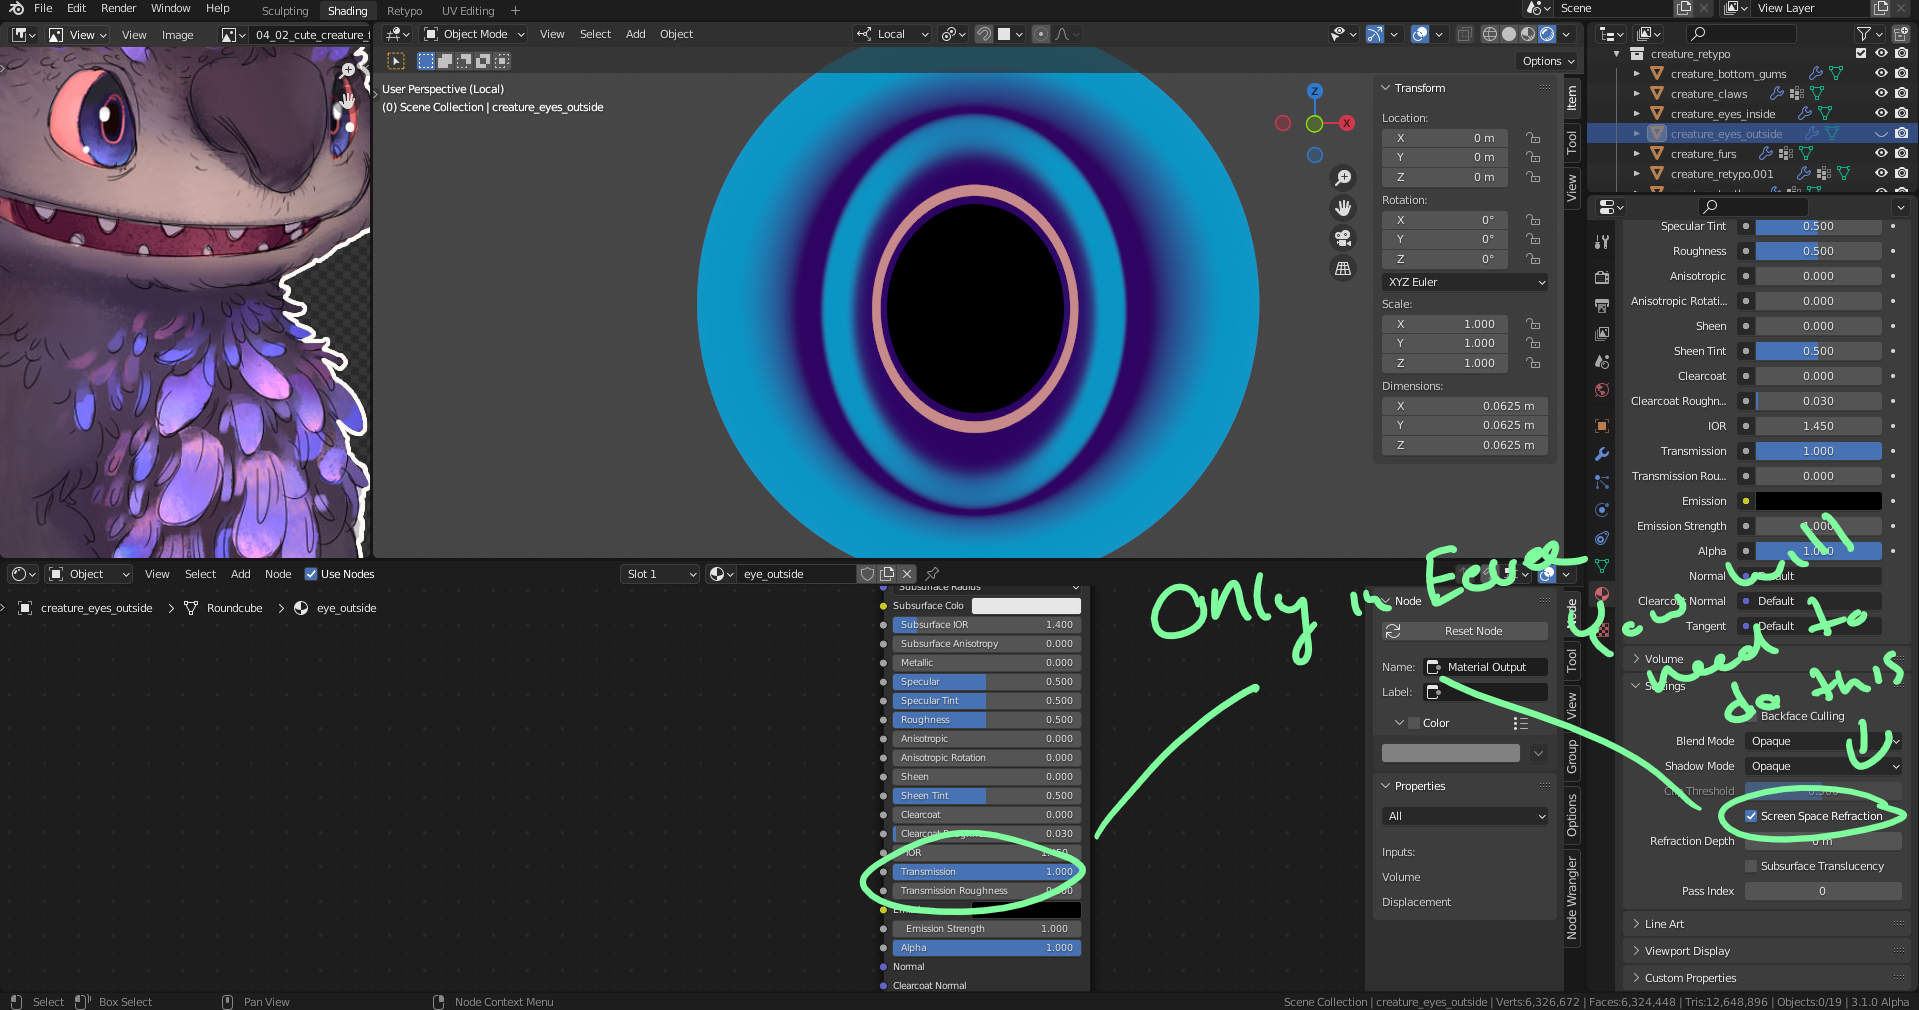 File Edit Render Window Help
Sculpting Shading Retypo UV Editing +
Scene View Layer
View View Image 04_02_cute_creature_f
Object Mode View Select Add Object Local
Options
User Perspective (Local)
(0) Scene Collection | creature_eyes_outside
Z
X
Transform
Location:
X 0 m
Y 0 m
Z 0 m
Rotation:
X 0°
Y 0°
Z 0°
XYZ Euler
Scale:
X 1.000
Y 1.000
Z 1.000
Dimensions:
X 0.0625 m
Y 0.0625 m
Z 0.0625 m
Item
Tool
View
creature_retypo
creature_bottom_gums
creature_claws
creature_eyes_inside
creature_eyes_outside
creature_furs
creature_retypo.001
Specular Tint 0.500
Roughness 0.500
Anisotropic 0.000
Anisotropic Rotati... 0.000
Sheen 0.000
Sheen Tint 0.500
Clearcoat 0.000
Clearcoat Roughn... 0.030
IOR 1.450
Transmission 1.000
Transmission Rou... 0.000
Emission
Emission Strength 1.000
Alpha 1.000
Normal Default
Clearcoat Normal Default
Tangent Default
Volume
Settings
Backface Culling
Blend Mode Opaque
Shadow Mode Opaque
Clip Threshold 0.500
Screen Space Refraction
Refraction Depth 0 m
Subsurface Translucency
Pass Index 0
Line Art
Viewport Display
Custom Properties
Only in Eevee
you will
need to
do this
Object View Select Add Node Use Nodes Slot 1 eye_outside
creature_eyes_outside > Roundcube > eye_outside
Subsurface Radius
Subsurface Colo
Subsurface IOR 1.400
Subsurface Anisotropy 0.000
Metallic 0.000
Specular 0.500
Specular Tint 0.500
Roughness 0.500
Anisotropic 0.000
Anisotropic Rotation 0.000
Sheen 0.000
Sheen Tint 0.500
Clearcoat 0.000
Clearcoat Roughness 0.030
IOR 1.450
Transmission 1.000
Transmission Roughness 0.000
Emission
Emission Strength 1.000
Alpha 1.000
Normal
Clearcoat Normal
Node
Reset Node
Name: Material Output
Label:
Color
Properties
All
Inputs:
Volume
Displacement
Node
Tool
View
Group
Options
Node Wrangler
Select Box Select Pan View Node Context Menu
Scene Collection | creature_eyes_outside | Verts:6,326,672 | Faces:6,324,448 | Tris:12,648,896 | Objects:0/19 | 3.1.0 Alpha